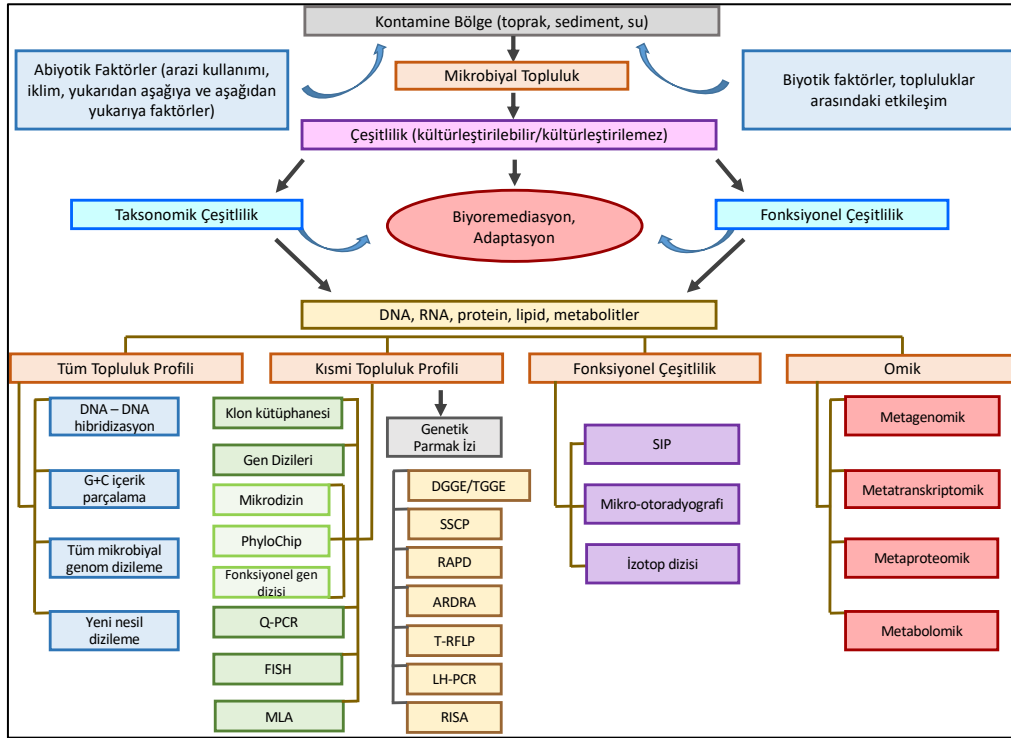 Kontamine Bölge (toprak, sediment, su)
Abiyotik Faktörler (arazi kullanımı,
iklim, yukarıdan aşağıya ve aşağıdan
yukarıya faktörler)
Mikrobiyal Topluluk
Biyotik faktörler, topluluklar
arasındaki etkileşim
Çeşitlilik (kültürleştirilebilir/kültürleştirilemez)
Taksonomik Çeşitlilik
Biyoremediasyon,
Adaptasyon
Fonksiyonel Çeşitlilik
DNA, RNA, protein, lipid, metabolitler
Tüm Topluluk Profili
Kısmi Topluluk Profili
Fonksiyonel Çeşitlilik
Omik
DNA – DNA
hibridizasyon
G+C içerik
parçalama
Tüm mikrobiyal
genom dizileme
Yeni nesil
dizileme
Klon kütüphanesi
Gen Dizileri
Mikrodizin
PhyloChip
Fonksiyonel gen
dizisi
Q-PCR
FISH
MLA
Genetik
Parmak İzi
DGGE/TGGE
SSCP
RAPD
ARDRA
T-RFLP
LH-PCR
RISA
SIP
Mikro-otoradyografi
İzotop dizisi
Metagenomik
Metatranskriptomik
Metaproteomik
Metabolomik